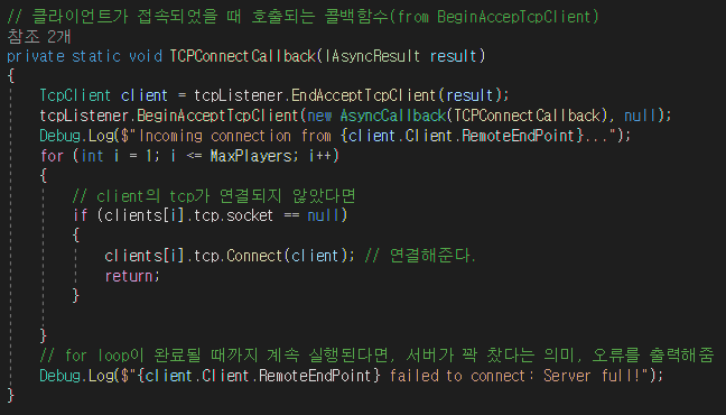 // 클라이언트가 접속되었을 때 호출되는 콜백함수(from BeginAccepTcpClient)
참조 2개
private static void TCPConnectCallback(IAsyncResult result)
{
TcpClient client = tcpListener.EndAcceptTcpClient(result);
tcpListener.BeginAcceptTcpClient(new AsyncCallback(TCPConnectCallback), null);
Debug.Log($"Incoming connection from {client.Client.RemoteEndPoint}...");
for (int i = 1; i <= MaxPlayers; i++)
{
// client의 tcp가 연결되지 않았다면
if (clients[i].tcp.socket == null)
{
clients[i].tcp.Connect(client); // 연결해준다.
return;
}
}
// for loop이 완료될 때까지 계속 실행된다면, 서버가 꽉 찼다는 의미, 오류를 출력해줌
Debug.Log($"{client.Client.RemoteEndPoint} failed to connect: Server full!");
}